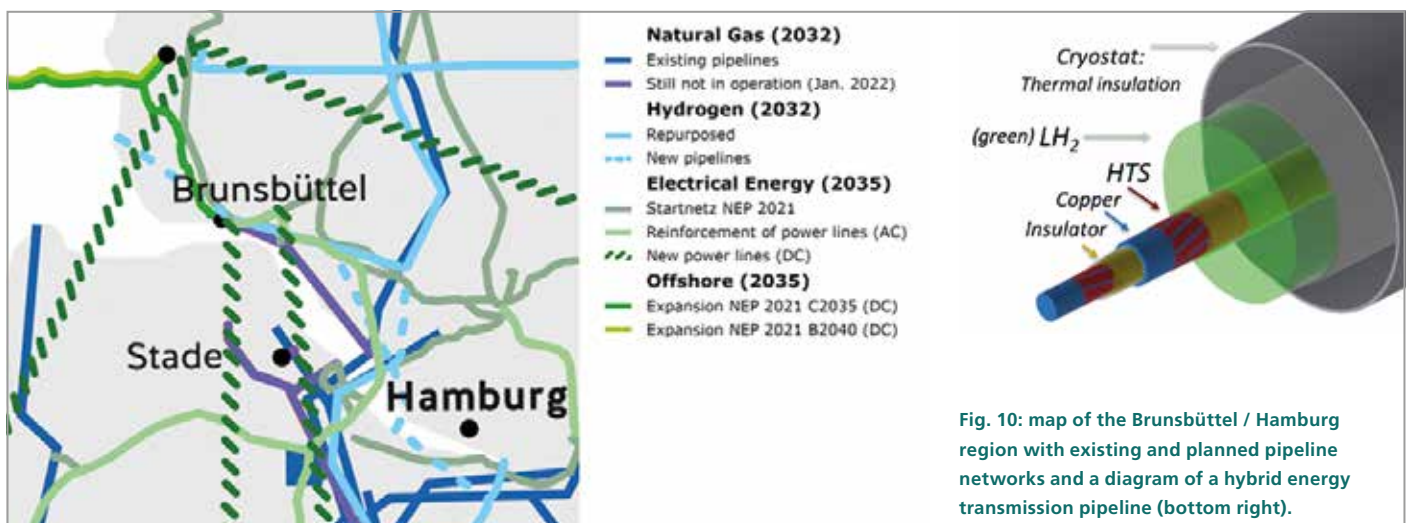 Brunsbüttel
Stade
Hamburg
Natural Gas (2032)
Existing pipelines
Still not in operation (Jan. 2022)
Hydrogen (2032)
Repurposed
New pipelines
Electrical Energy (2035)
Startnetz NEP 2021
Reinforcement of power lines (AC)
New power lines (DC)
Offshore (2035)
Expansion NEP 2021 C2035 (DC)
Expansion NEP 2021 B2040 (DC)
Cryostat:
Thermal insulation
(green) LH₂
HTS
Copper
Insulator
Fig. 10: map of the Brunsbüttel / Hamburg
region with existing and planned pipeline
networks and a diagram of a hybrid energy
transmission pipeline (bottom right).